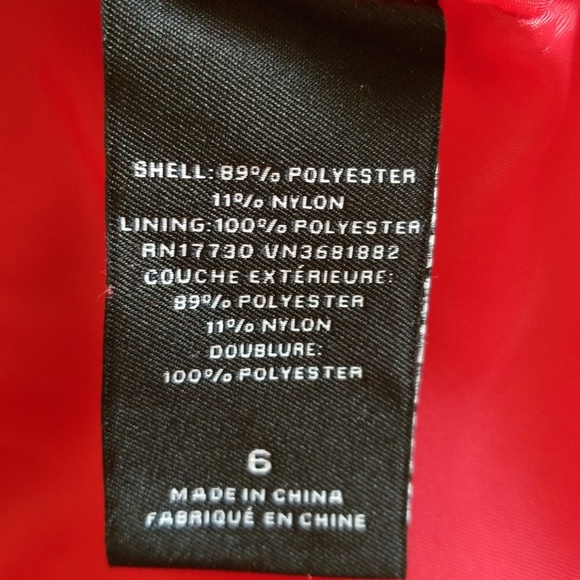 SHELL: 89% POLYESTER
11% NYLON
LINING: 100% POLYESTER
RN17730 VN3681882
COUCHE EXTÉRIEURE:
89% POLYESTER
11% NYLON
DOUBLURE:
100% POLYESTER
6
MADE IN CHINA
FABRIQUÉ EN CHINE